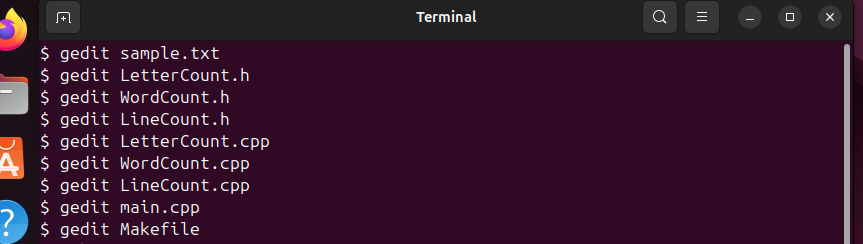 Terminal
$ gedit sample.txt
$ gedit LetterCount.h
$ gedit WordCount.h
$ gedit LineCount.h
$ gedit LetterCount.cpp
$ gedit WordCount.cpp
$ gedit LineCount.cpp
$ gedit main.cpp
$ gedit Makefile